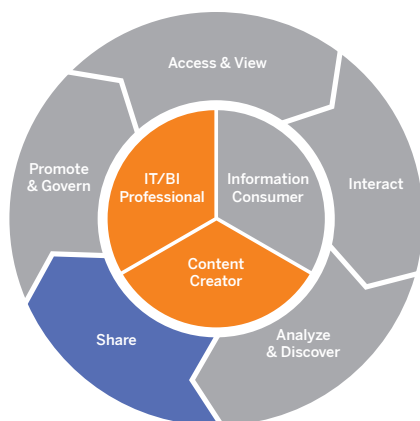 Access & View
Promote
& Govern
IT/BI
Professional
Information
Consumer
Interact
Content
Creator
Share
Analyze
& Discover